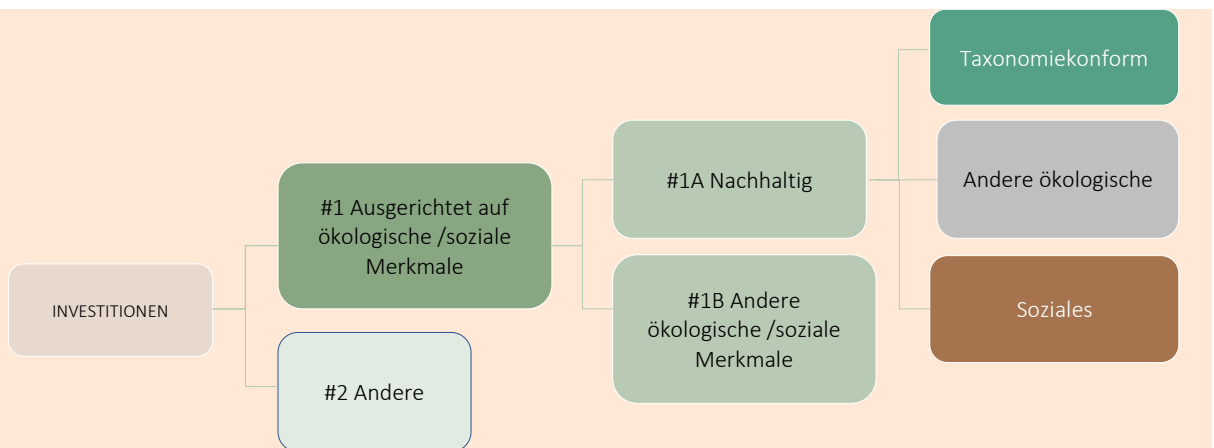 INVESTITIONEN
#1 Ausgerichtet auf
ökologische /soziale
Merkmale
#2 Andere
#1A Nachhaltig
#1B Andere
ökologische /soziale
Merkmale
Taxonomiekonform
Andere ökologische
Soziales